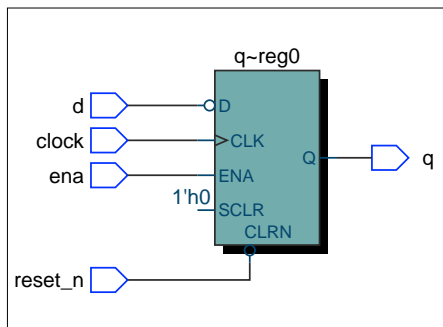 q~reg0
d
D
clock
CLK
Q
q
ena
ENA
1'h0
SCLR
CLRN
reset_n